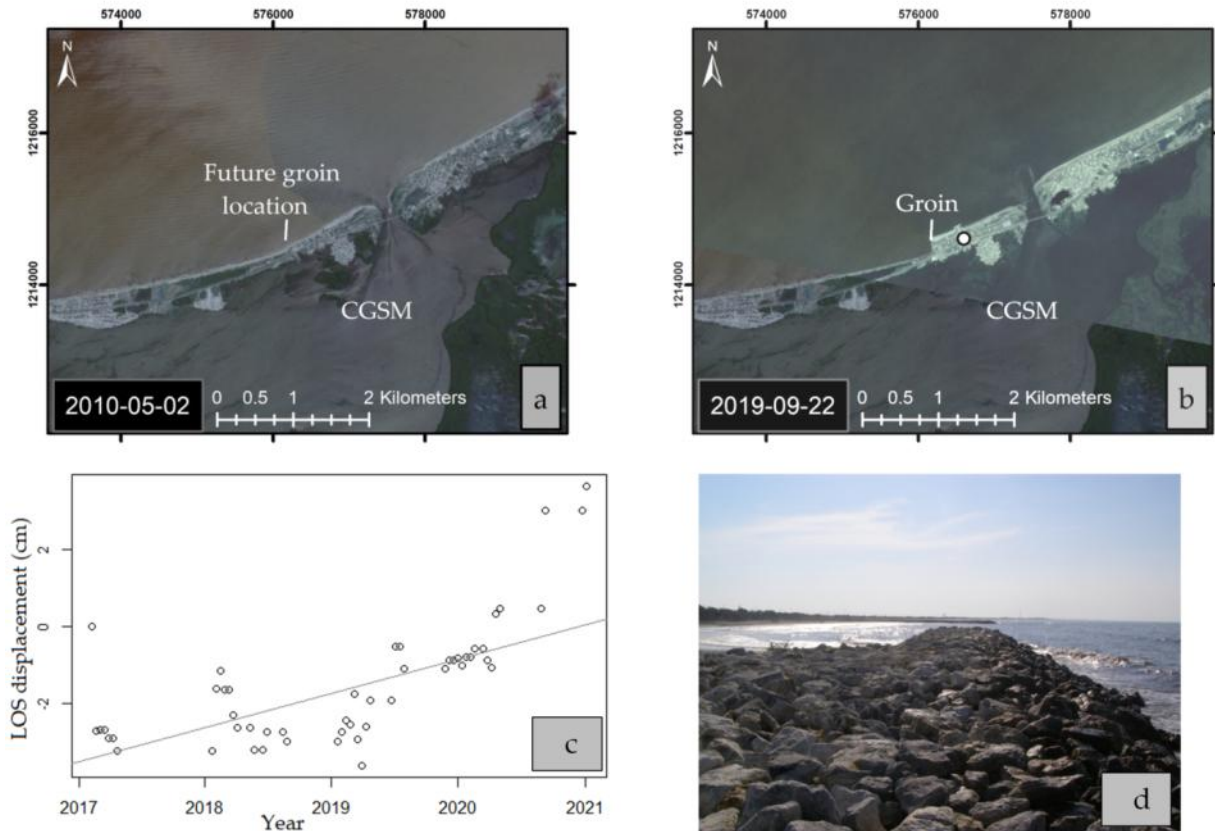 574000 576000 578000
N
1216000
1214000
Future groin
location
CGSM
2010-05-02
0 0.5 1 2 Kilometers
a
574000 576000 578000
N
1216000
1214000
Groin
CGSM
2019-09-22
0 0.5 1 2 Kilometers
b
LOS displacement (cm)
2
0
-2
2017 2018 2019 2020 2021
Year
c
d